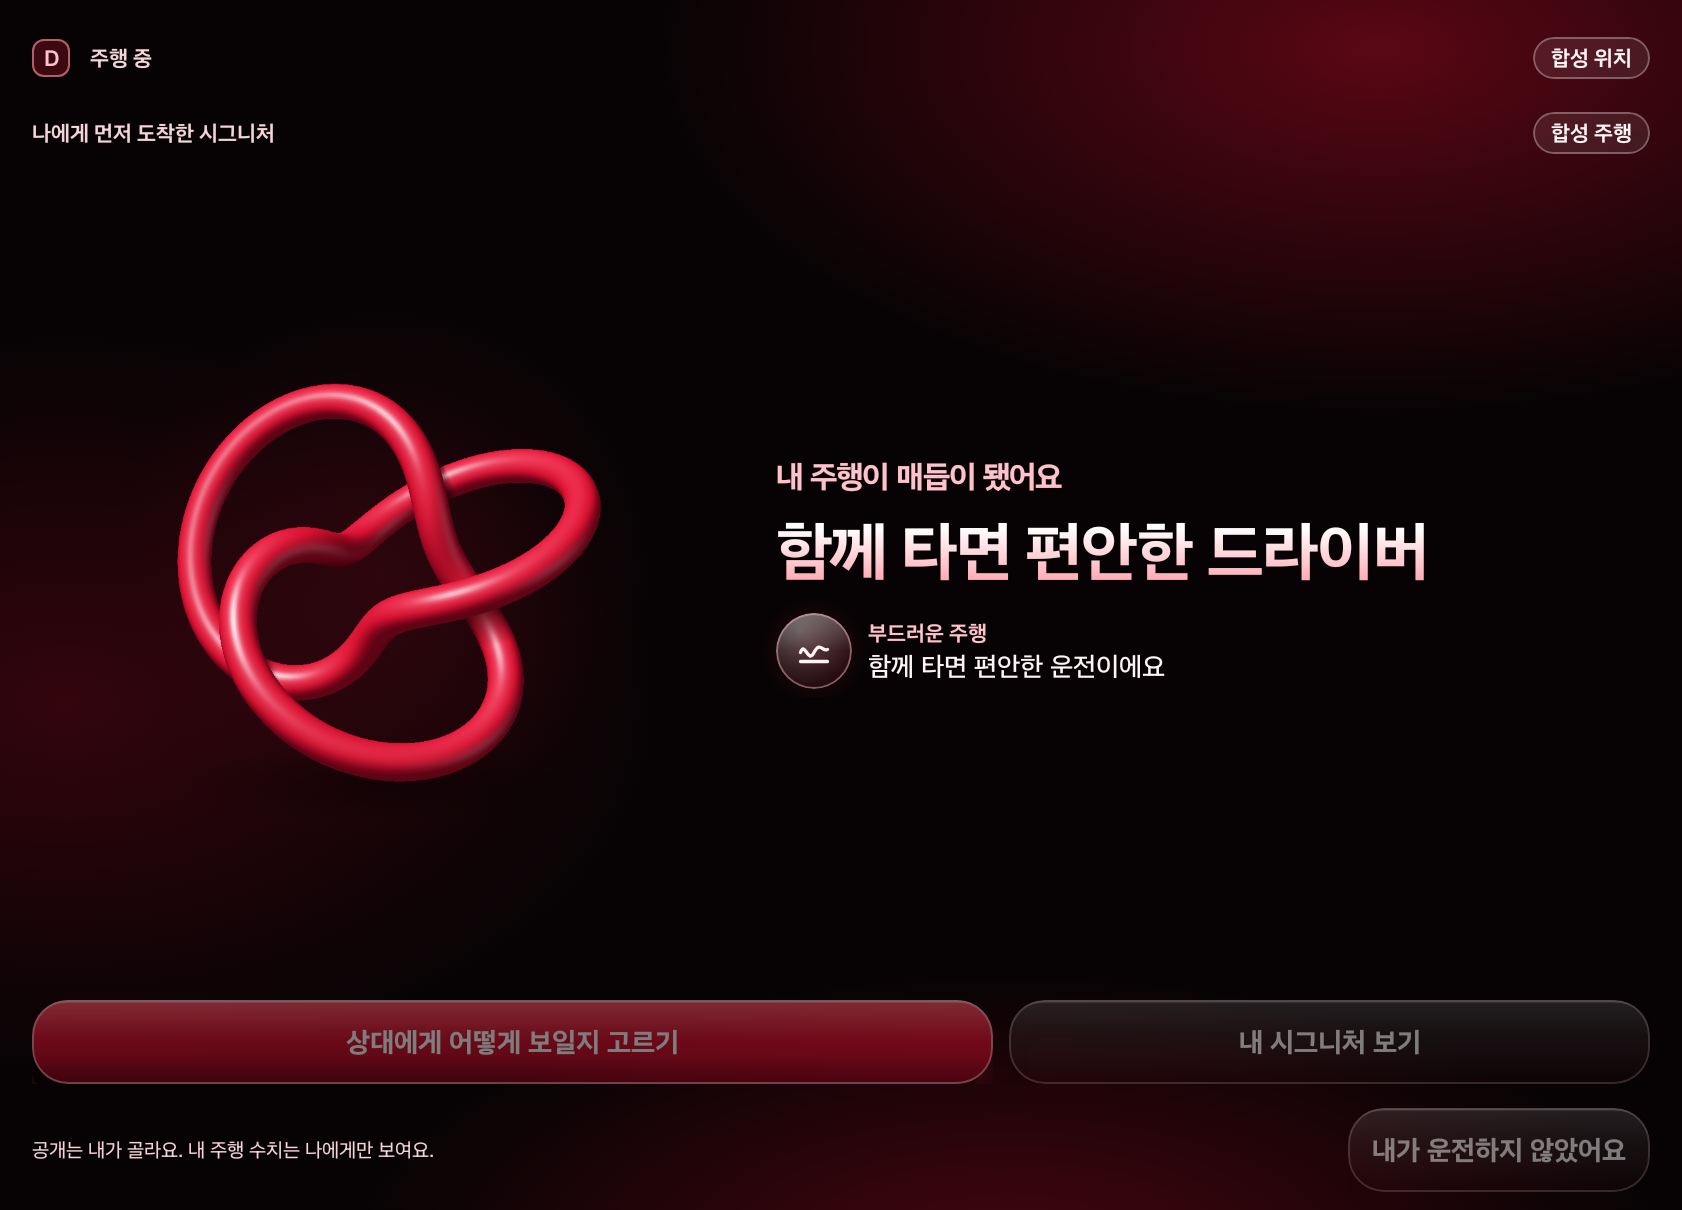 D 주행 중
합성 위치
나에게 먼저 도착한 시그니처
합성 주행
내 주행이 매듭이 됐어요
함께 타면 편안한 드라이버
부드러운 주행
함께 타면 편안한 운전이에요
상대에게 어떻게 보일지 고르기
내 시그니처 보기
공개는 내가 골라요. 내 주행 수치는 나에게만 보여요.
내가 운전하지 않았어요